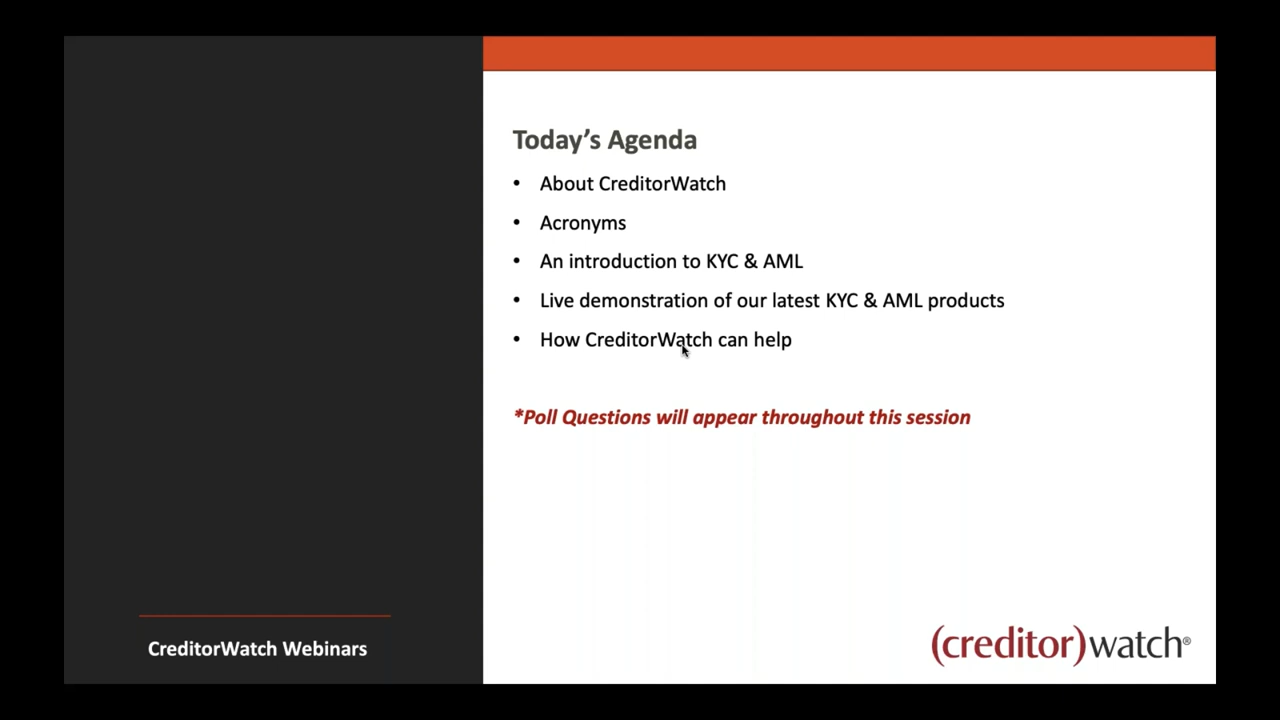 Today's Agenda
• About CreditorWatch
• Acronyms
• An introduction to KYC & AML
• Live demonstration of our latest KYC & AML products
• How CreditorWatch can help
*Poll Questions will appear throughout this session
CreditorWatch Webinars
(creditor)watch®